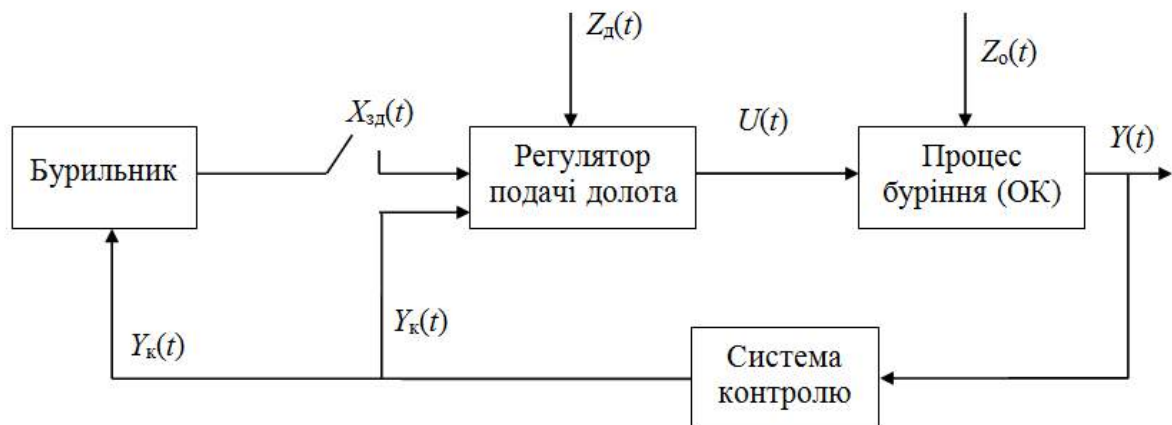 Zд(t)
Zо(t)
Xзд(t)
U(t)
Y(t)
Бурильник
Регулятор
подачі долота
Процес
буріння (ОК)
Yк(t)
Yк(t)
Система
контролю